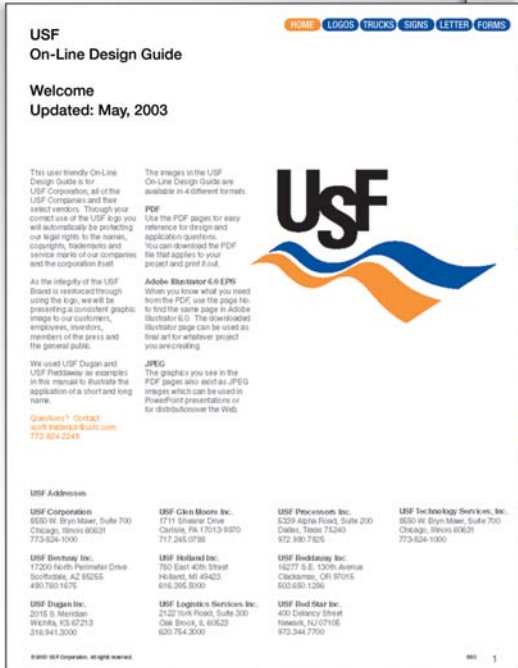 HOME LOGOS TRUCKS SIGNS LETTER FORMS
USF
On-Line Design Guide
Welcome
Updated: May, 2003
This user friendly On-Line
Design Guide is for
USF Corporation, all of the
USF Companies and their
select vendors. Through your
correct use of the USF logo you
will automatically be protecting
our legal rights to the names,
copyrights, trademarks and
service marks of our companies
and the corporation itself.
As the integrity of the USF
Brand is reinforced through
using the logo, we will be
presenting a consistent graphic
image to our customers,
employees, investors,
members of the press and
the general public.
We used USF Dugan and
USF Reddaway as examples
in this manual to illustrate the
application of a short and long
name.
Questions? Contact:
773.824.2249
The images in the USF
On-Line Design Guide are
available in 4 different formats.
PDF
Use the PDF pages for easy
reference for design and
application questions.
You can download the PDF
file that applies to your
project and print it out.
Adobe Illustrator 6.0 EPS
When you know what you need
from the PDF, use the page No.
to find the same page in Adobe
Illustrator 6.0. The downloaded
Illustrator page can be used as
final art for whatever project
you are creating.
JPEG
The graphics you see in the
PDF pages also exist as JPEG
images which can be used in
PowerPoint presentations or
for distribution over the Web.
USF
USF Addresses
USF Corporation
8550 W. Bryn Mawr, Suite 700
Chicago, Illinois 60631
773-824-1000
USF Bestway Inc.
17200 North Perimeter Drive
Scottsdale, AZ 85255
480.760.1675
USF Dugan Inc.
2015 S. Meridian
Wichita, KS 67213
316.941.3000
USF Glen Moore Inc.
1711 Shearer Drive
Carlisle, PA 17013-9970
717.245.0788
USF Holland Inc.
750 East 40th Street
Holland, MI 49423
616.395.5000
USF Logistics Services Inc.
2122 York Road, Suite 300
Oak Brook, IL 60523
630.754.3000
USF Processors Inc.
5339 Alpha Road, Suite 200
Dallas, Texas 75240
972.980.7825
USF Reddaway Inc.
16277 S.E. 130th Avenue
Clackamas, OR 97015
503.650.1286
USF Red Star Inc.
400 Delancy Street
Newark, NJ 07105
973.344.7700
USF Technology Services, Inc.
8550 W. Bryn Mawr, Suite 700
Chicago, Illinois 60631
773-824-1000
© 2003 USF Corporation. All rights reserved.
1